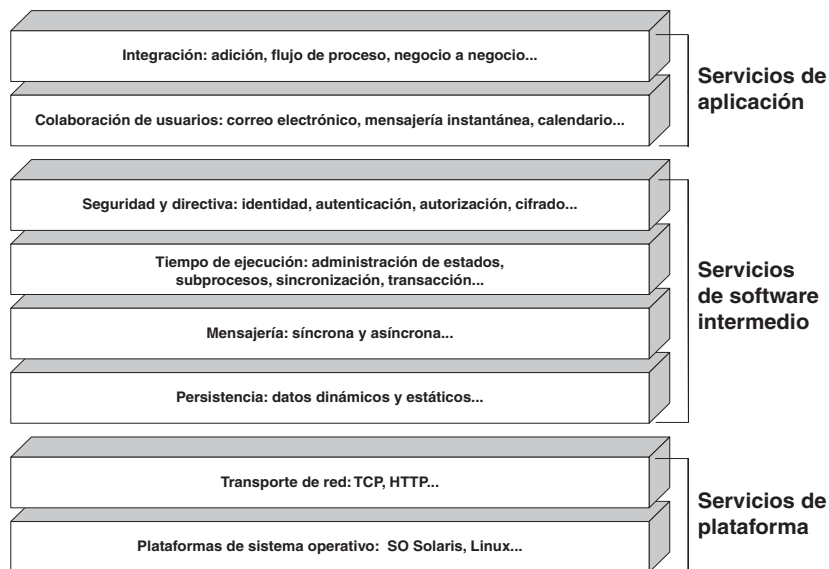 Integración: adición, flujo de proceso, negocio a negocio...
Colaboración de usuarios: correo electrónico, mensajería instantánea, calendario...
Servicios de
aplicación
Seguridad y directiva: identidad, autenticación, autorización, cifrado...
Tiempo de ejecución: administración de estados,
subprocesos, sincronización, transacción...
Mensajería: síncrona y asíncrona...
Persistencia: datos dinámicos y estáticos...
Servicios
de software
intermedio
Transporte de red: TCP, HTTP...
Plataformas de sistema operativo: SO Solaris, Linux...
Servicios de
plataforma